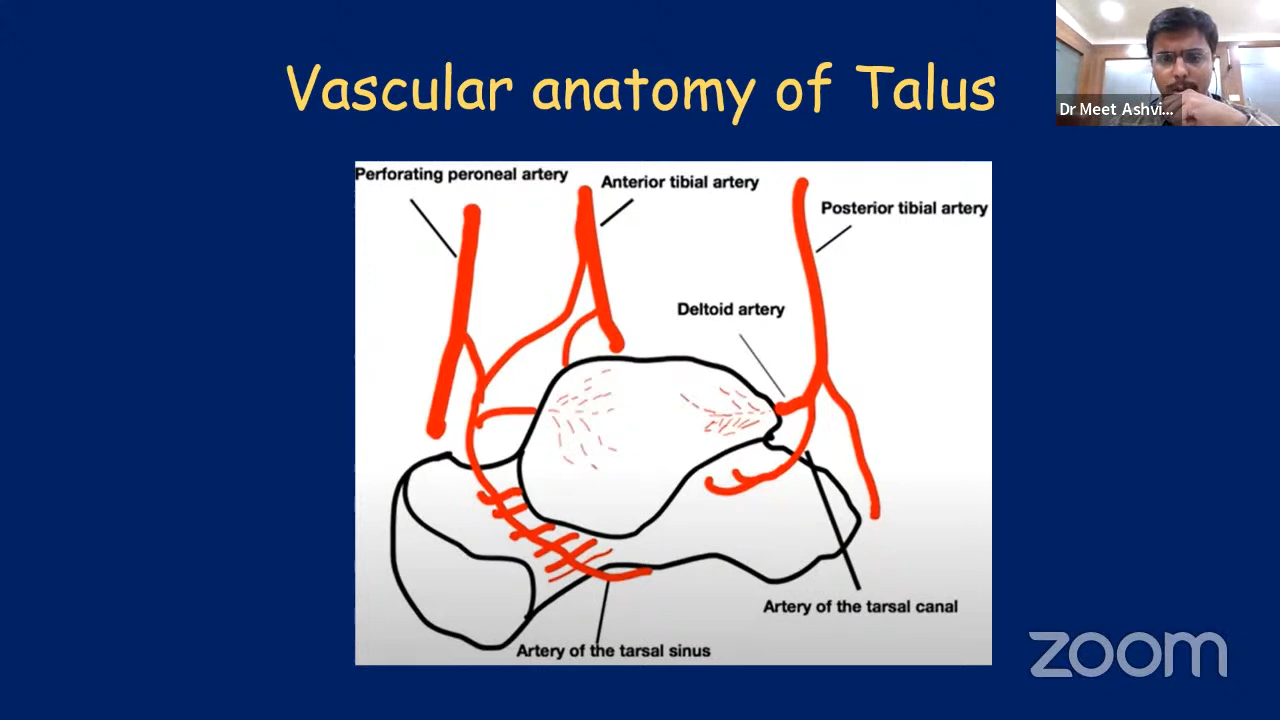 Vascular anatomy of Talus
Dr Meet Ashvi...
Perforating peroneal artery
Anterior tibial artery
Posterior tibial artery
Deltoid artery
Artery of the tarsal canal
Artery of the tarsal sinus
zoom